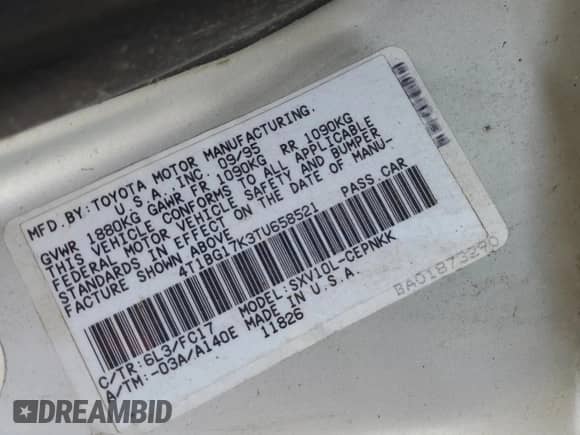 MFD.BY:TOYOTA MOTOR MANUFACTURING.
U.S.A.,INC. 09/95
GVWR 1880KG GAWR FR 1090KG RR 1090KG
THIS VEHICLE CONFORMS TO ALL APPLICABLE
FEDERAL MOTOR VEHICLE SAFETY AND BUMPER
STANDARDS IN EFFECT ON THE DATE OF MANU-
FACTURE SHOWN ABOVE
4T1BG17K3TU658521 PASS CAR
C/TR:6L3/FC17 MODEL:SXV10L-CEPNKK
A/TM:-03A/A140E MADE IN U.S.A.
11826
BA01873290
DREAMBID